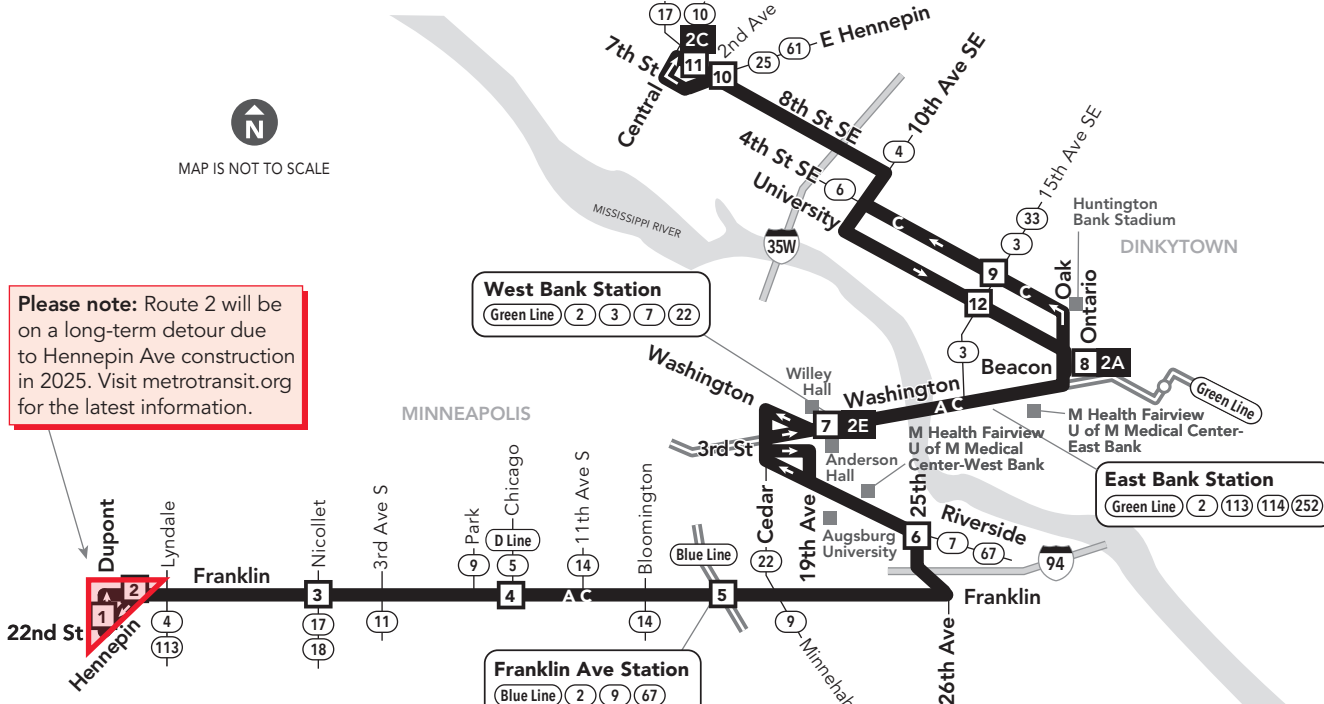 17 10
2C
2nd Ave
7th St
11
10
25 61 E Hennepin
Central
8th St SE
10th Ave SE
4
4th St SE
6
University
N
MAP IS NOT TO SCALE
MISSISSIPPI RIVER
35W
15th Ave SE
33
3
C
9
C
12
3
Huntington
Bank Stadium
DINKYTOWN
Oak
Ontario
Beacon
8 2A
Green Line
West Bank Station
Green Line 2 3 7 22
Please note: Route 2 will be
on a long-term detour due
to Hennepin Ave construction
in 2025. Visit metrotransit.org
for the latest information.
MINNEAPOLIS
Washington
Willey
Hall
Washington
A C
7 2E
3rd St
Anderson
Hall
M Health Fairview
U of M Medical
Center-West Bank
M Health Fairview
U of M Medical Center-
East Bank
East Bank Station
Green Line 2 113 114 252
Cedar
22
19th Ave
Augsburg
University
25th
6
Riverside
7
67
94
Dupont
Lyndale
Nicollet
3rd Ave S
Park
9
Chicago
D Line
5
11th Ave S
14
Bloomington
Blue Line
Franklin
2
1
3
4
A C
5
Franklin
22nd St
Hennepin
4
113
17
18
11
14
9
Minnehah
26th Ave
Franklin Ave Station
Blue Line 2 9 67